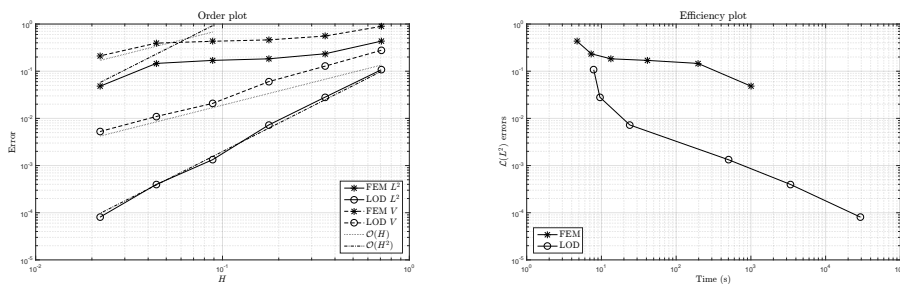 Order plot
10^0
10^-1
10^-2
10^-3
10^-4
10^-5
Error
10^-2
10^-1
10^0
H
FEM L^2
LOD L^2
FEM V
LOD V
O(H)
O(H^2)
Efficiency plot
10^0
10^-1
10^-2
10^-3
10^-4
10^-5
L(L^2) errors
10^0
10^1
10^2
10^3
10^4
10^5
Time (s)
FEM
LOD